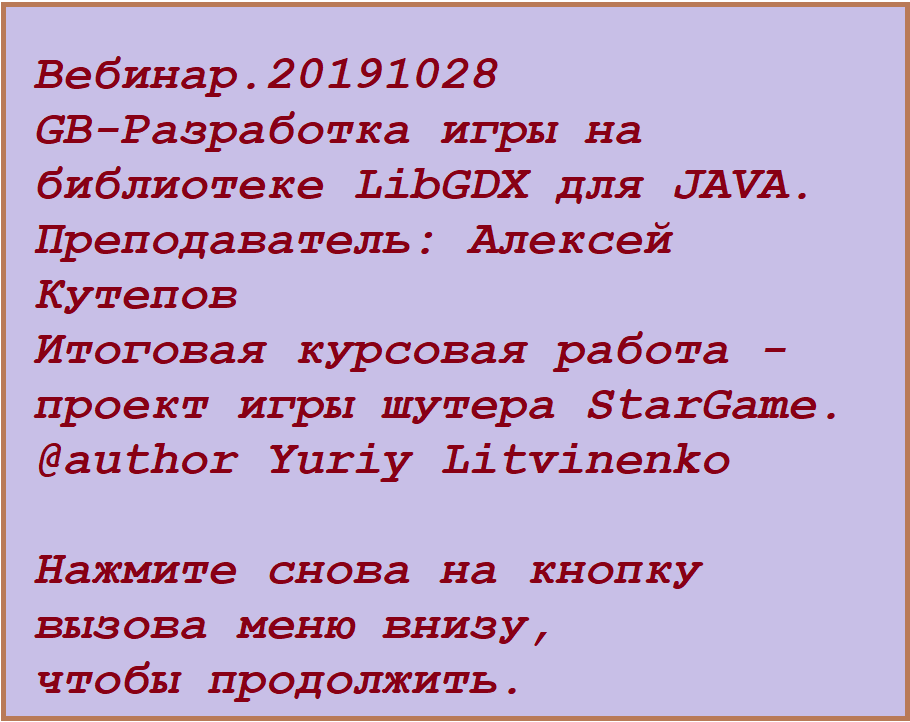 Вебинар.20191028
GB-Разработка игры на
библиотеке LibGDX для JAVA.
Преподаватель: Алексей
Кутепов
Итоговая курсовая работа -
проект игры шутера StarGame.
@author Yuriy Litvinenko
Нажмите снова на кнопку
вызова меню внизу,
чтобы продолжить.